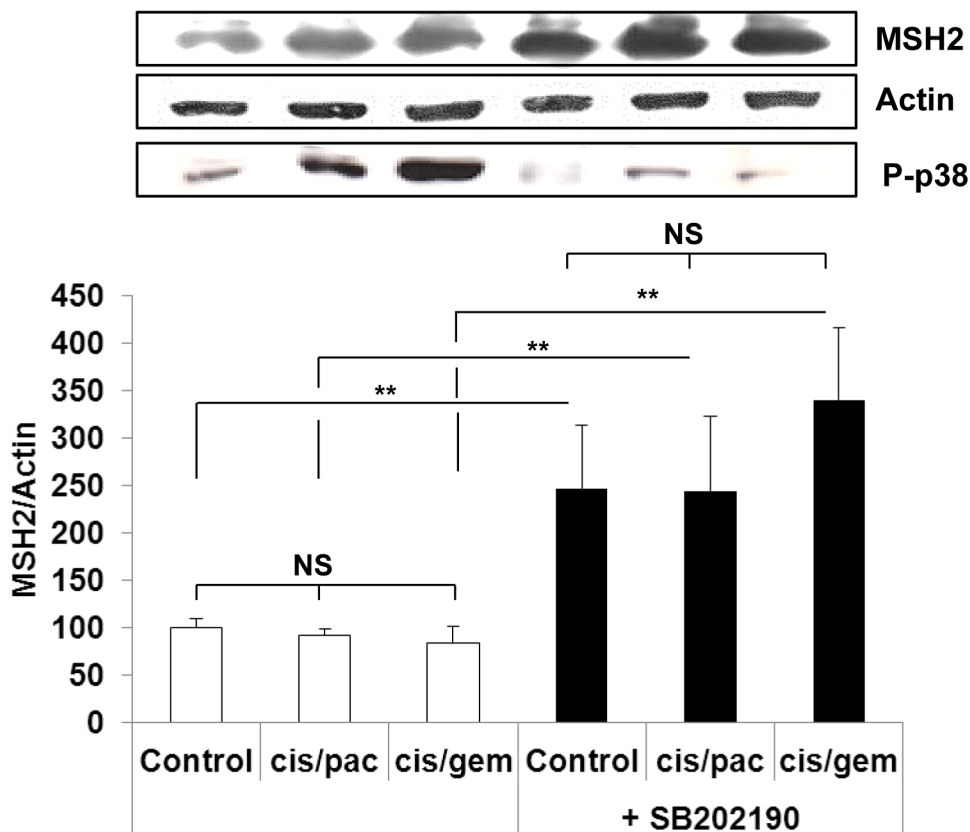 MSH2
Actin
P-p38
NS
**
**
**
NS
MSH2/Actin
450
400
350
300
250
200
150
100
50
0
Control cis/pac cis/gem Control cis/pac cis/gem
+ SB202190